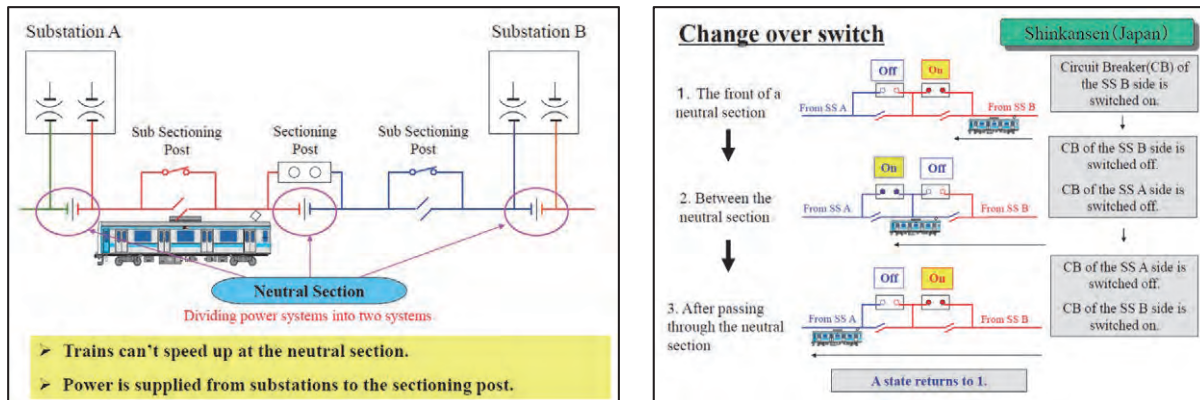 Substation A
Substation B
Sub Sectioning
Post
Sectioning
Post
Sub Sectioning
Post
Neutral Section
Dividing power systems into two systems
➢ Trains can't speed up at the neutral section.
➢ Power is supplied from substations to the sectioning post.
Change over switch
Shinkansen(Japan)
1. The front of a
neutral section
Off
On
From SS A
From SS B
Circuit Breaker(CB) of
the SS B side is
switched on.
2. Between the
neutral section
On
Off
From SS A
From SS B
CB of the SS B side is
switched off.
CB of the SS A side is
switched off.
3. After passing
through the neutral
section
Off
On
From SS A
From SS B
CB of the SS A side is
switched off.
CB of the SS B side is
switched on.
A state returns to 1.